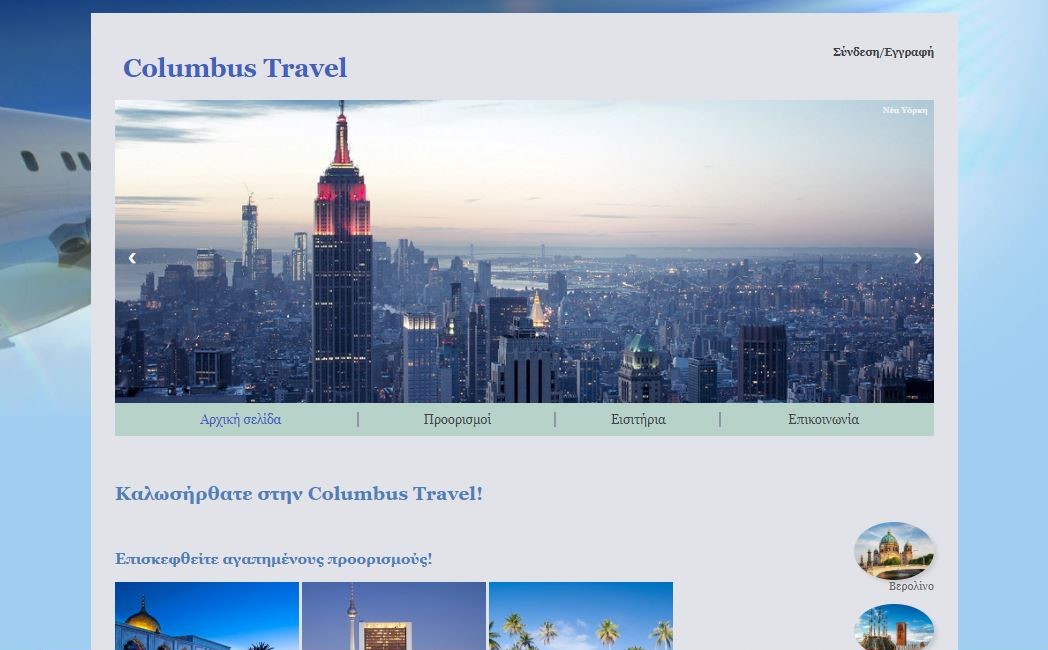 Columbus Travel
Σύνδεση/Εγγραφή
Νέα Υόρκη
‹ ›
Αρχική σελίδα | Προορισμοί | Εισιτήρια | Επικοινωνία
Καλωσήρθατε στην Columbus Travel!
Επισκεφθείτε αγαπημένους προορισμούς!
Βερολίνο